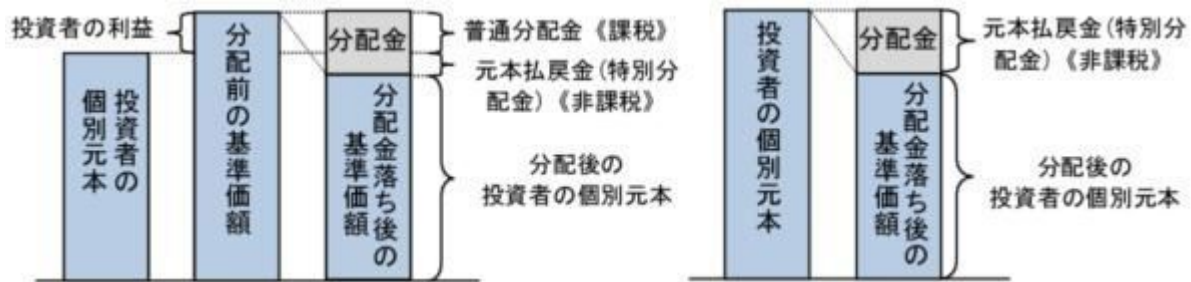 投資者の利益
投資者の
個別元本
分配前の基準価額
分配金
分配金落ち後の
基準価額
普通分配金《課税》
元本払戻金(特別分
配金)《非課税》
分配後の
投資者の個別元本
投資者の個別元本
分配金
分配金落ち後の
基準価額
元本払戻金(特別分
配金)《非課税》
分配後の
投資者の個別元本